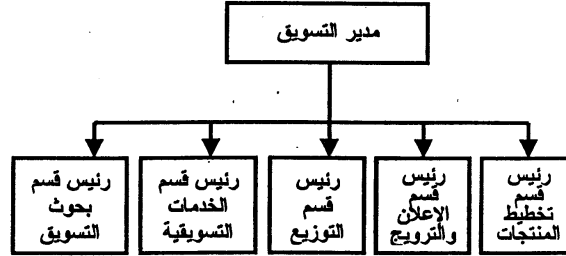 مدير التسويق
رئيس
قسم
تخطيط
المنتجات
رئيس
قسم
الإعلان
والترويج
رئيس
قسم
التوزيع
رئيس قسم
الخدمات
التسويقية
رئيس قسم
بحوث
التسويق